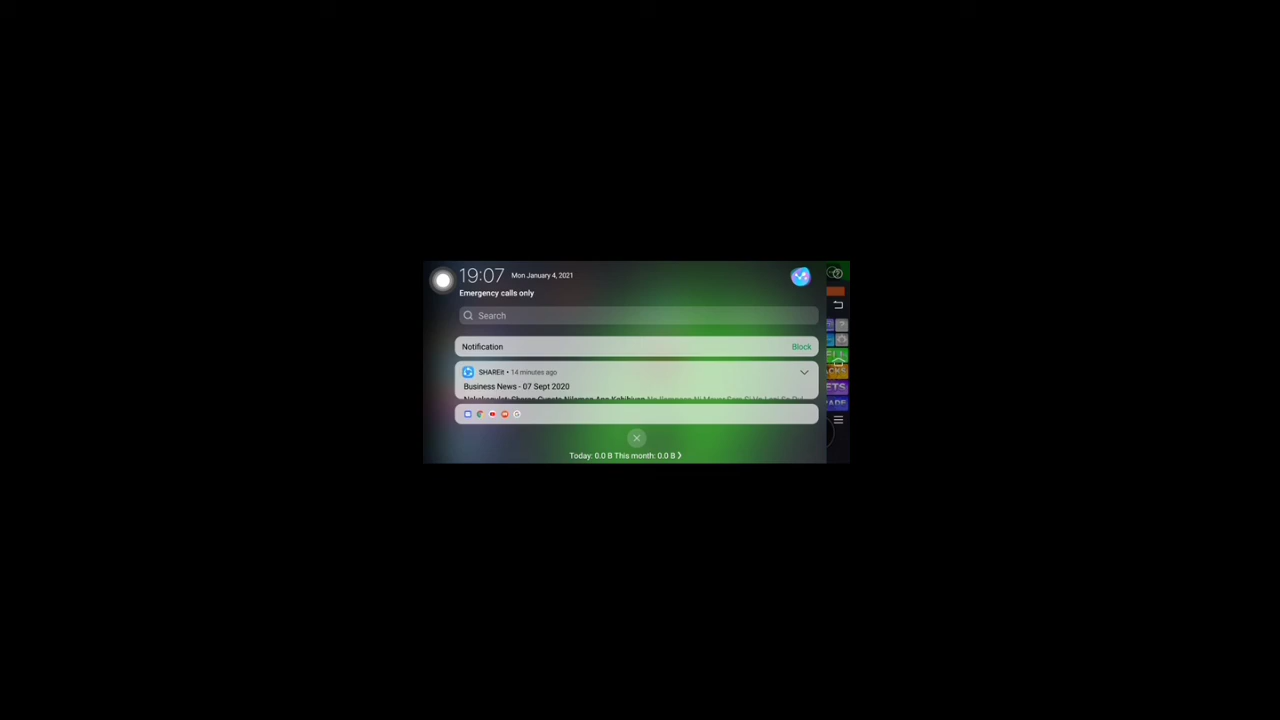 19:07 Mon January 4, 2021
Emergency calls only
Search
Notification Block
SHAREit • 14 minutes ago
Business News - 07 Sept 2020
Today: 0.0 B This month: 0.0 B ❯